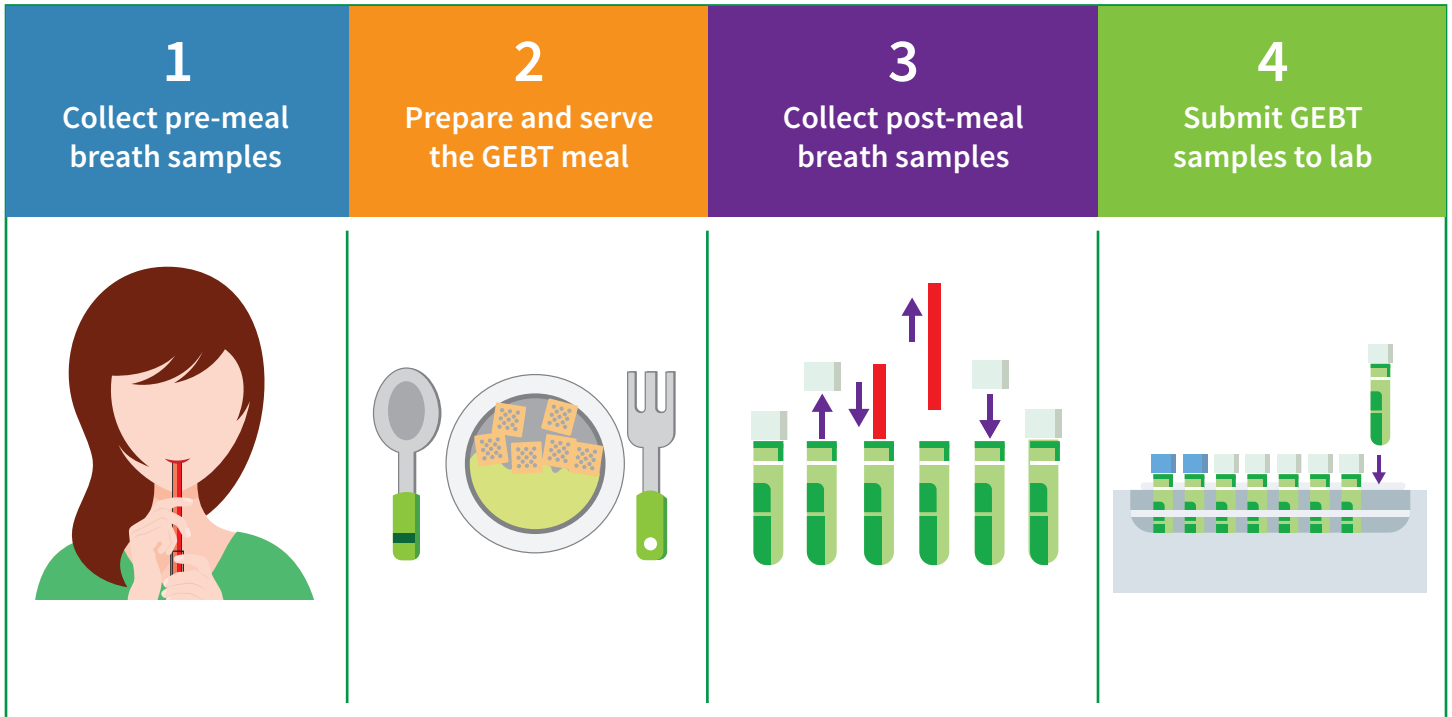 1
Collect pre-meal
breath samples
2
Prepare and serve
the GEBT meal
3
Collect post-meal
breath samples
4
Submit GEBT
samples to lab